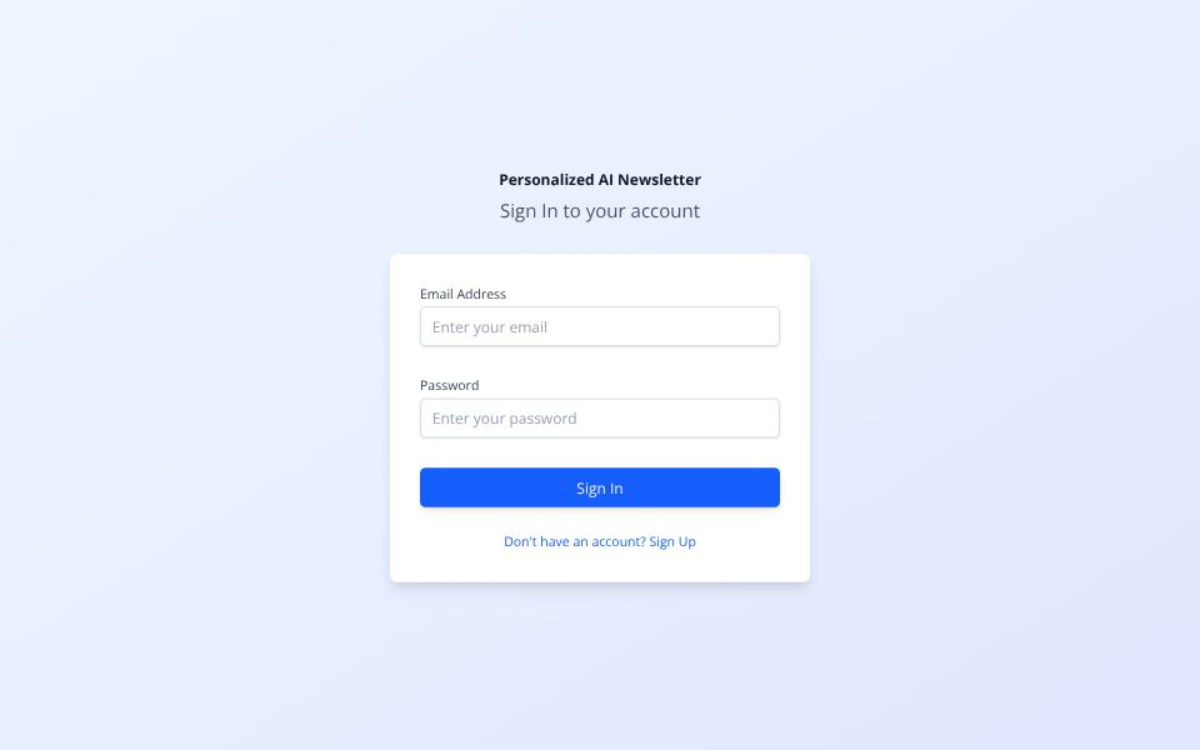 Personalized AI Newsletter
Sign In to your account
Email Address
Enter your email
Password
Enter your password
Sign In
Don't have an account? Sign Up